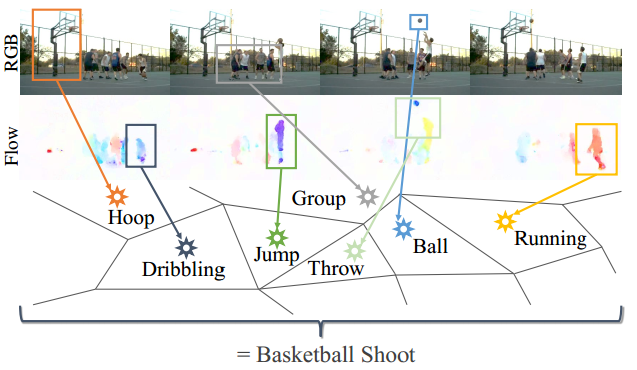 RGB
Flow
Hoop
Group
Dribbling
Jump
Throw
Ball
Running
= Basketball Shoot